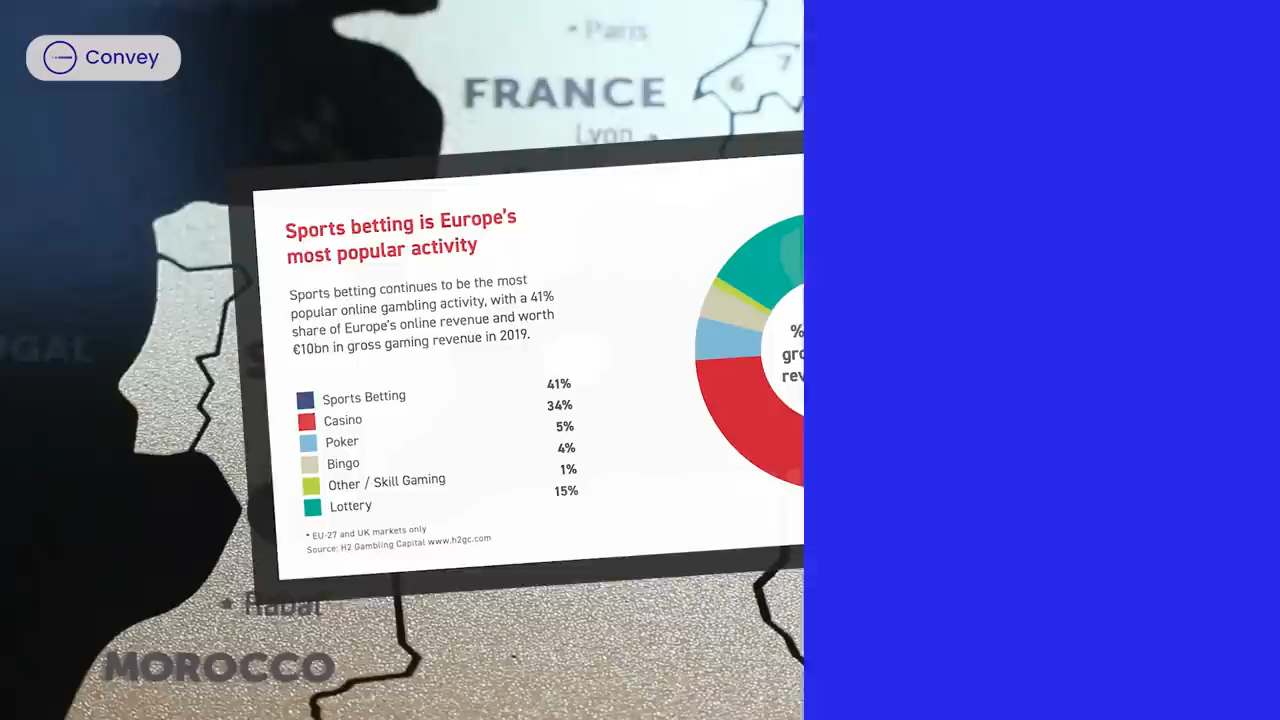 Convey
Paris
7
6
FRANCE
Lyon
Sports betting is Europe's
most popular activity
Sports betting continues to be the most
popular online gambling activity, with a 41%
share of Europe's online revenue and worth
€10bn in gross gaming revenue in 2019.
Sports Betting 41%
Casino 34%
Poker 5%
Bingo 4%
Other / Skill Gaming 1%
Lottery 15%
* EU-27 and UK markets only
Source: H2 Gambling Capital www.h2gc.com
%
Rabat
MOROCCO